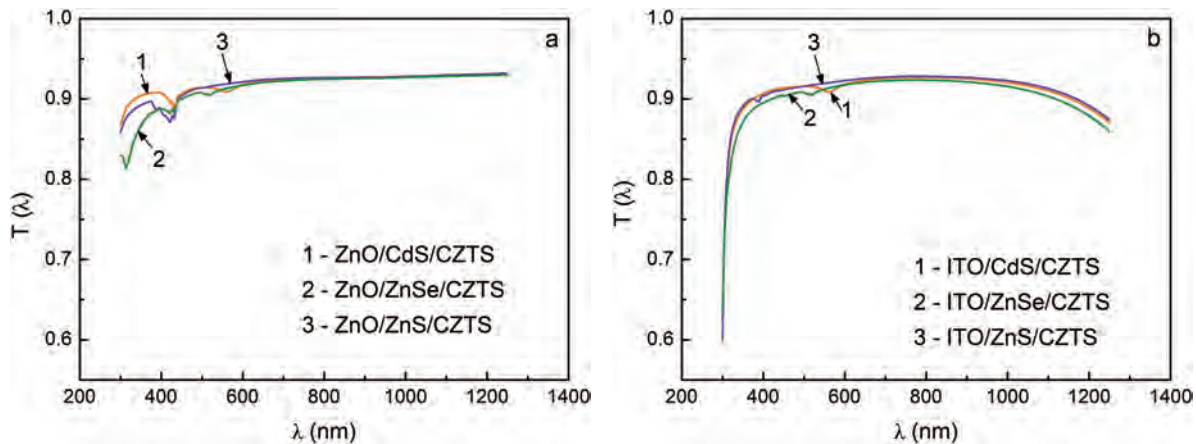 a
1.0
0.9
0.8
0.7
0.6
T (λ)
1
3
2
1 - ZnO/CdS/CZTS
2 - ZnO/ZnSe/CZTS
3 - ZnO/ZnS/CZTS
200 400 600 800 1000 1200 1400
λ (nm)
b
1.0
0.9
0.8
0.7
0.6
T (λ)
3
2
1
1 - ITO/CdS/CZTS
2 - ITO/ZnSe/CZTS
3 - ITO/ZnS/CZTS
200 400 600 800 1000 1200 1400
λ (nm)